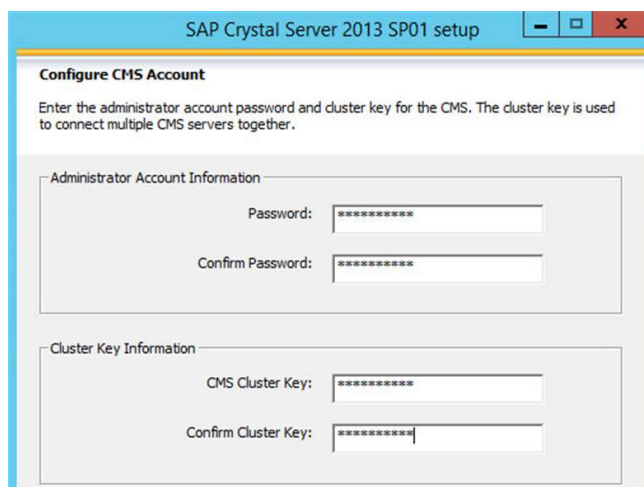 SAP Crystal Server 2013 SP01 setup
Configure CMS Account
Enter the administrator account password and cluster key for the CMS. The cluster key is used
to connect multiple CMS servers together.
Administrator Account Information
Password: **********
Confirm Password: **********
Cluster Key Information
CMS Cluster Key: **********
Confirm Cluster Key: **********